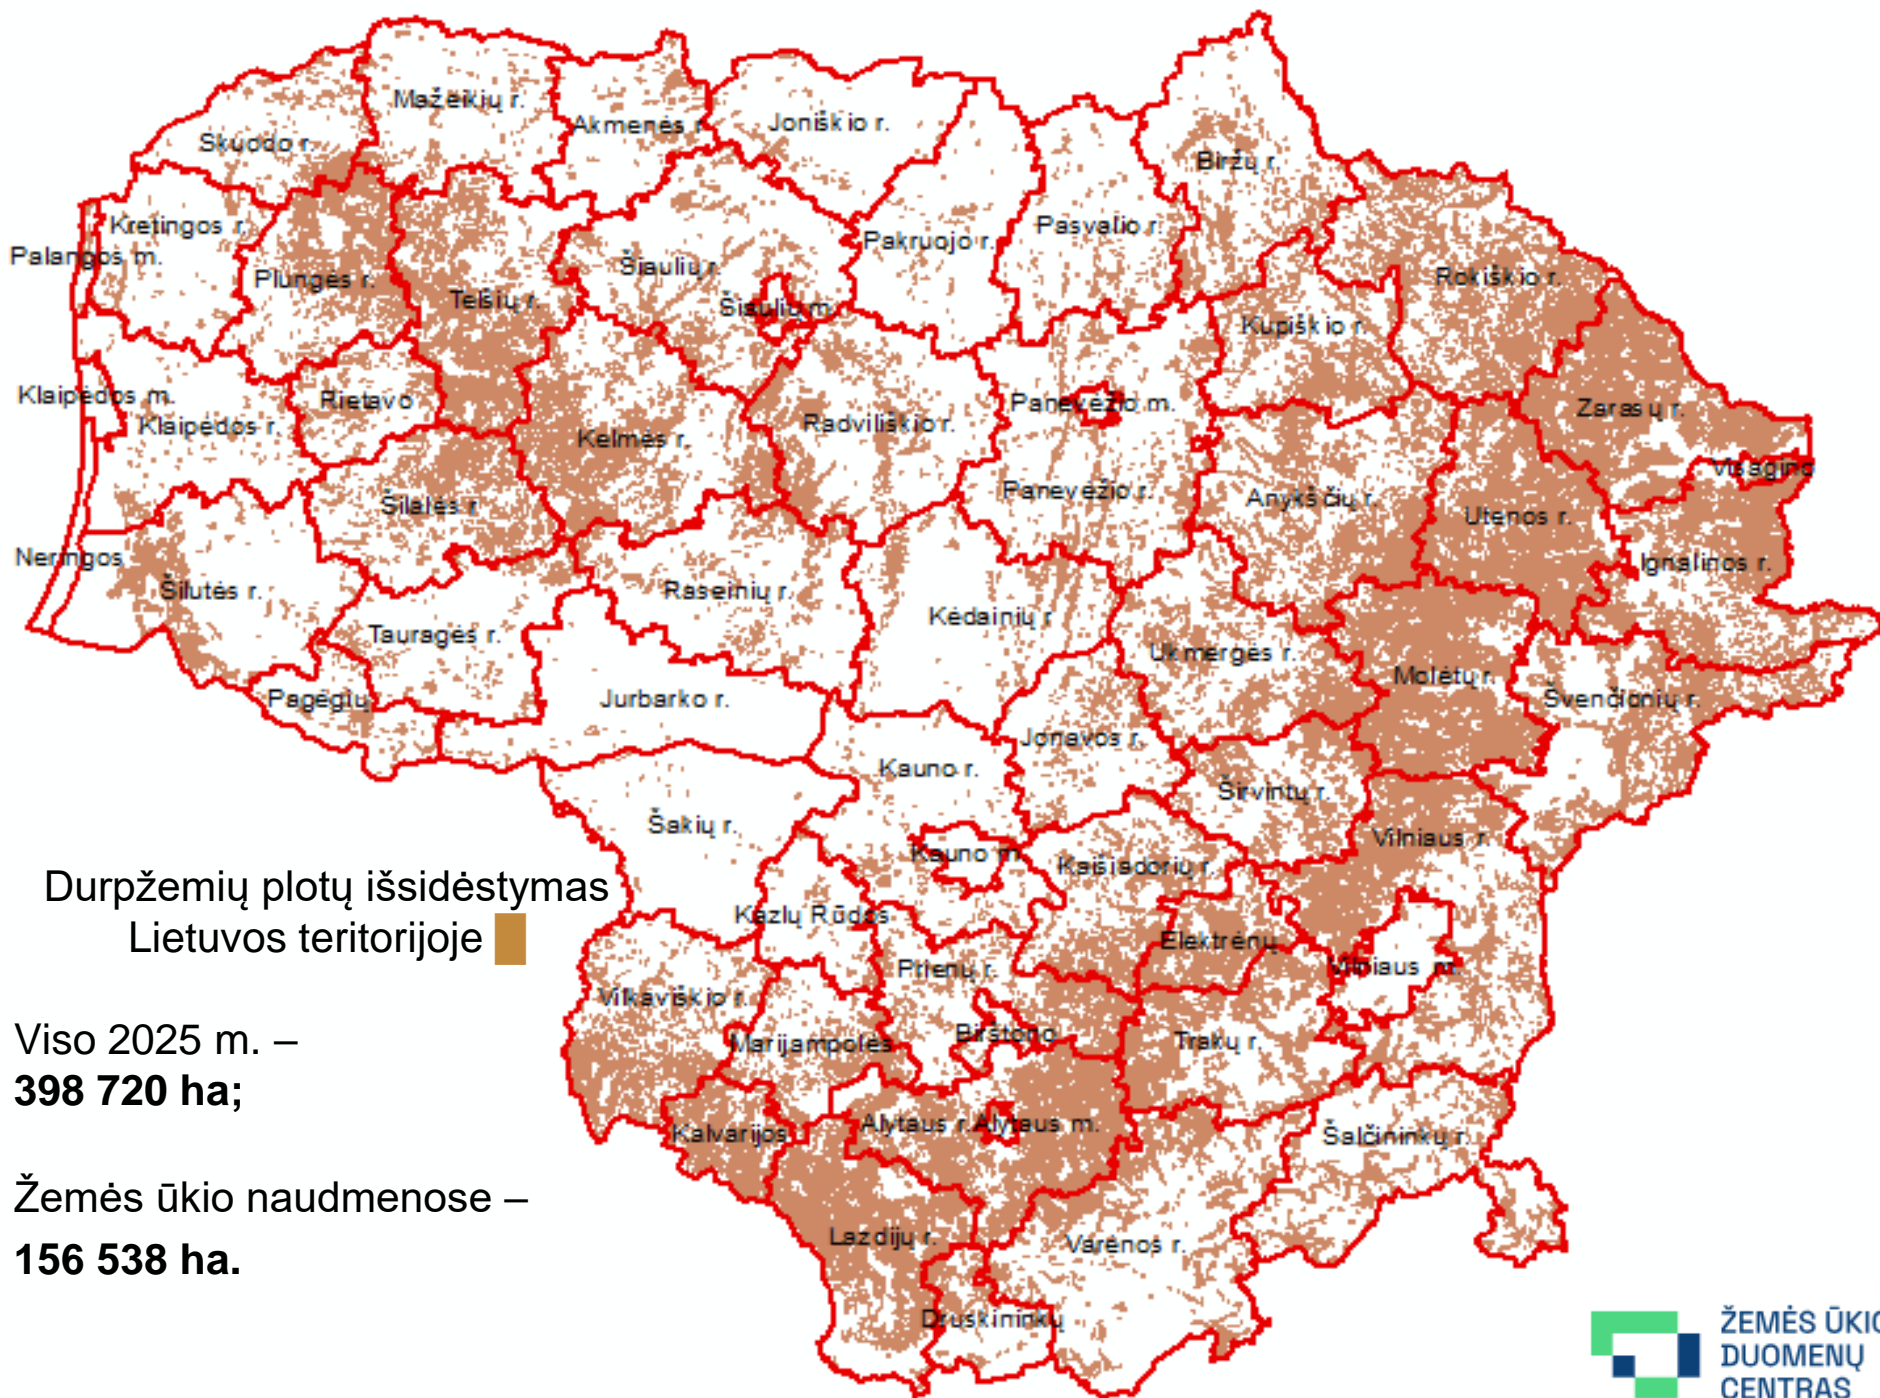 Mažeikių r.
Akmenės r.
Joniškio r.
Skuodo r.
Biržų r.
Kretingos r.
Palangos m.
Plungės r.
Telšių r.
Šiaulių r.
Šiaulių m.
Pakruojo r.
Pasvalio r.
Rokiškio r.
Kupiškio r.
Klaipėdos m.
Klaipėdos r.
Rietavo
Kelmės r.
Radviliškio r.
Panevėžio m.
Panevėžio r.
Zarasų r.
Visagino
Šilalės r.
Anykščių r.
Utenos r.
Ignalinos r.
Neringos
Šilutės r.
Raseinių r.
Kėdainių r.
Tauragės r.
Ukmergės r.
Molėtų r.
Švenčionių r.
Pagėgių
Jurbarko r.
Jonavos r.
Kauno r.
Širvintų r.
Šakių r.
Vilniaus r.
Kauno m.
Kaišiadorių r.
Kazlų Rūdos
Elektrėnų
Prienų r.
Vilniaus m.
Vilkaviškio r.
Marijampolės
Birštono
Trakų r.
Kalvarijos
Alytaus r.
Alytaus m.
Šalčininkų r.
Lazdijų r.
Varėnos r.
Druskininkų
Durpžemių plotų išsidėstymas
Lietuvos teritorijoje
Viso 2025 m. –
398 720 ha;
Žemės ūkio naudmenose –
156 538 ha.
ŽEMĖS ŪKIO
DUOMENŲ
CENTRAS